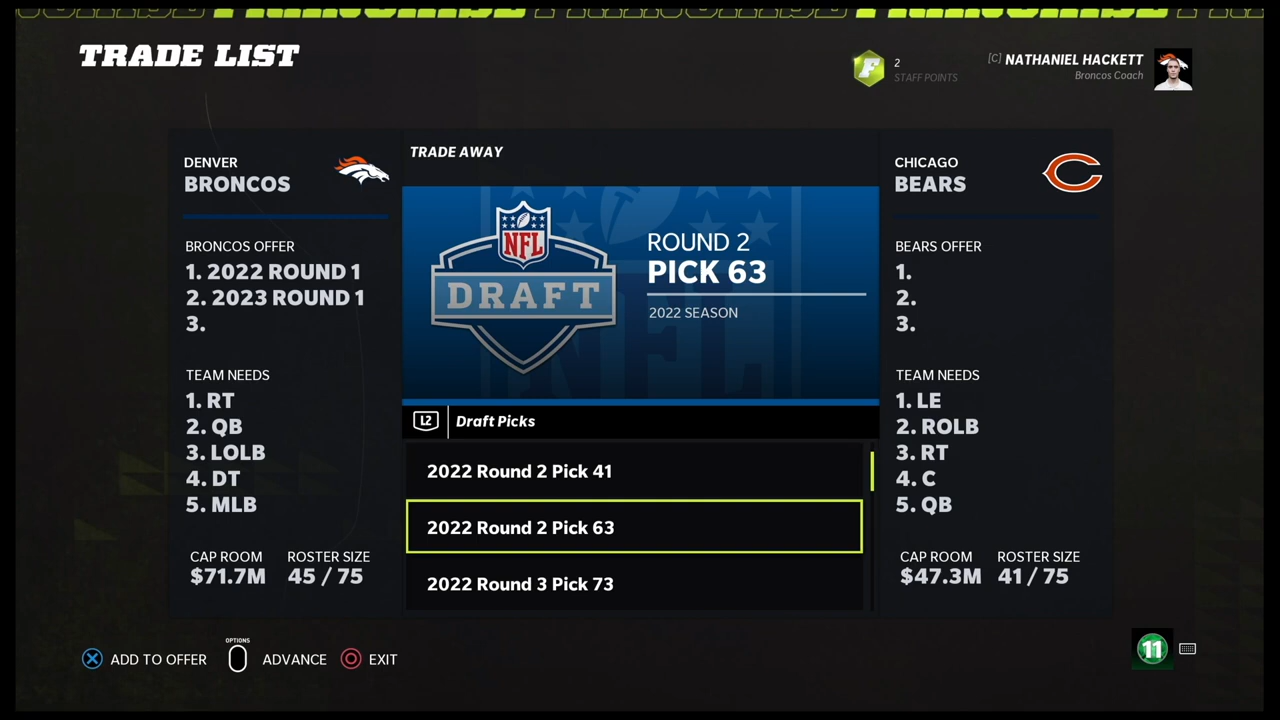 TRADE LIST
2
STAFF POINTS
[C] NATHANIEL HACKETT
Broncos Coach
DENVER
BRONCOS
BRONCOS OFFER
1. 2022 ROUND 1
2. 2023 ROUND 1
3.
TEAM NEEDS
1. RT
2. QB
3. LOLB
4. DT
5. MLB
CAP ROOM
$71.7M
ROSTER SIZE
45 / 75
TRADE AWAY
NFL
DRAFT
ROUND 2
PICK 63
2022 SEASON
L2
Draft Picks
2022 Round 2 Pick 41
2022 Round 2 Pick 63
2022 Round 3 Pick 73
CHICAGO
BEARS
BEARS OFFER
1.
2.
3.
TEAM NEEDS
1. LE
2. ROLB
3. RT
4. C
5. QB
CAP ROOM
$47.3M
ROSTER SIZE
41 / 75
ADD TO OFFER
OPTIONS
ADVANCE
EXIT
11